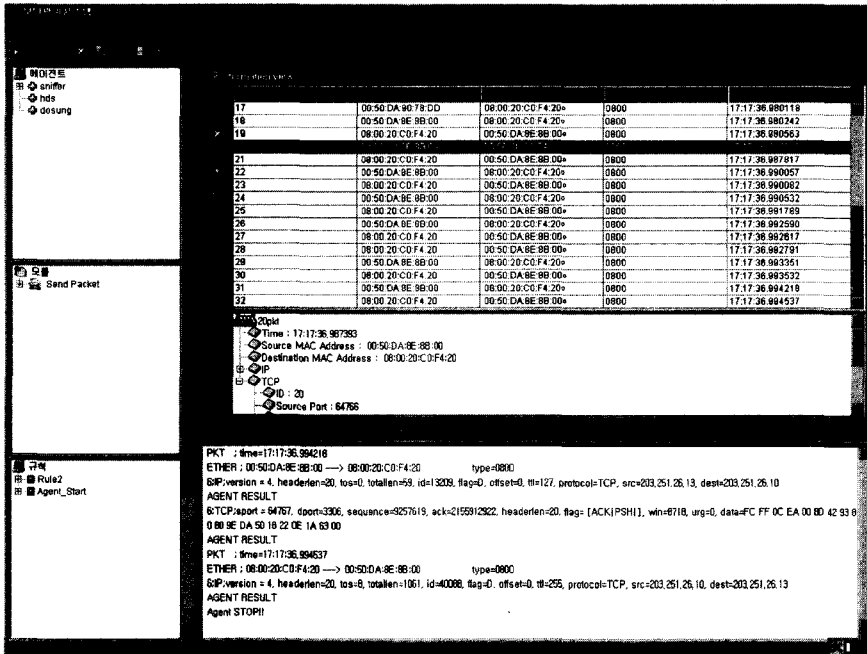 에이전트
sniffer
hds
dosung
17 00:50:DA:90:78:DD 08:00:20:C0:F4:20 0800 17:17:36.980118
18 00:50:DA:8E:8B:00 08:00:20:C0:F4:20 0800 17:17:36.980242
19 08:00:20:C0:F4:20 00:50:DA:8E:8B:00 0800 17:17:36.980563
21 08:00:20:C0:F4:20 00:50:DA:8E:8B:00 0800 17:17:36.987817
22 00:50:DA:8E:8B:00 08:00:20:C0:F4:20 0800 17:17:36.990057
23 08:00:20:C0:F4:20 00:50:DA:8E:8B:00 0800 17:17:36.990082
24 00:50:DA:8E:8B:00 08:00:20:C0:F4:20 0800 17:17:36.990532
25 08:00:20:C0:F4:20 00:50:DA:8E:8B:00 0800 17:17:36.991789
26 00:50:DA:8E:8B:00 08:00:20:C0:F4:20 0800 17:17:36.992590
27 08:00:20:C0:F4:20 00:50:DA:8E:8B:00 0800 17:17:36.992617
28 08:00:20:C0:F4:20 00:50:DA:8E:8B:00 0800 17:17:36.992791
29 00:50:DA:8E:8B:00 08:00:20:C0:F4:20 0800 17:17:36.993351
30 08:00:20:C0:F4:20 00:50:DA:8E:8B:00 0800 17:17:36.993532
31 00:50:DA:8E:8B:00 08:00:20:C0:F4:20 0800 17:17:36.994218
32 08:00:20:C0:F4:20 00:50:DA:8E:8B:00 0800 17:17:36.994537
모듈
Send Packet
20pkt
Time : 17:17:36.987393
Source MAC Address : 00:50:DA:8E:8B:00
Destination MAC Address : 08:00:20:C0:F4:20
IP
TCP
ID : 20
Source Port : 64766
규칙
Rule2
Agent_Start
PKT ; time=17:17:36.994218
ETHER ; 00:50:DA:8E:8B:00 ----> 08:00:20:C0:F4:20 type=0800
6:IP;version = 4, headerlen=20, tos=0, totallen=59, id=13209, flag=D, offset=0, ttl=127, protocol=TCP, src=203.251.26.13, dest=203.251.26.10
AGENT RESULT
6:TCP;sport = 64767, dport=3306, sequence=9257619, ack=2155912922, headerlen=20, flag= [ACK|PSH|], win=8718, urg=0, data=FC FF 0C EA 00 8D 42 93 8
0 80 9E DA 50 18 22 0E 1A 63 00
AGENT RESULT
PKT ; time=17:17:36.994537
ETHER ; 08:00:20:C0:F4:20 ----> 00:50:DA:8E:8B:00 type=0800
6:IP;version = 4, headerlen=20, tos=8, totallen=1061, id=40088, flag=D, offset=0, ttl=255, protocol=TCP, src=203.251.26.10, dest=203.251.26.13
AGENT RESULT
Agent STOP!!